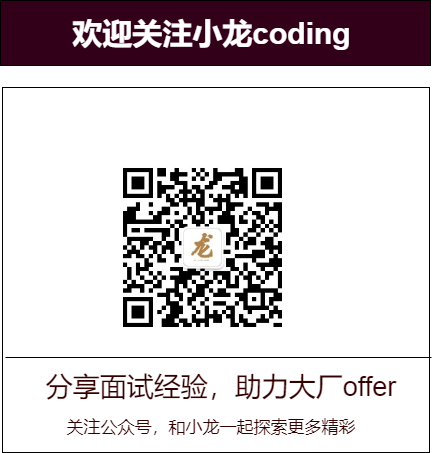 欢迎关注小龙coding
龙
分享面试经验，助力大厂offer
关注公众号，和小龙一起探索更多精彩